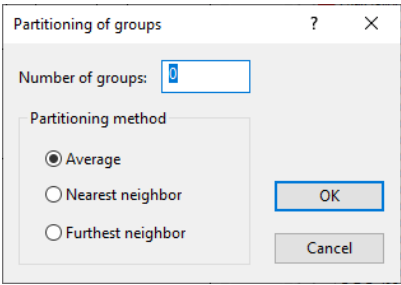 Partitioning of groups ?
Number of groups: 0
Partitioning method
Average
Nearest neighbor
OK
Furthest neighbor
Cancel